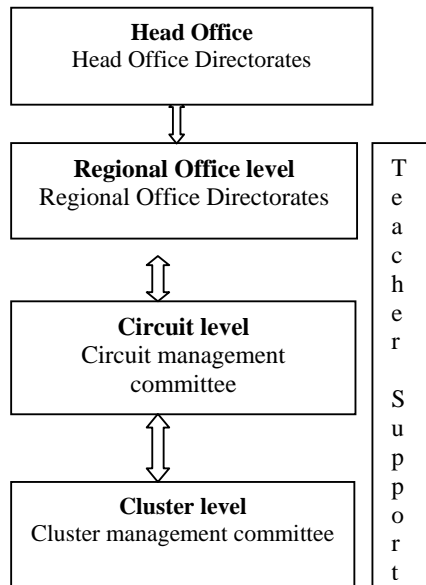 Head Office
Head Office Directorates
Regional Office level
Regional Office Directorates
Circuit level
Circuit management
committee
Cluster level
Cluster management committee
T
e
a
c
h
e
r
S
u
p
p
o
r
t